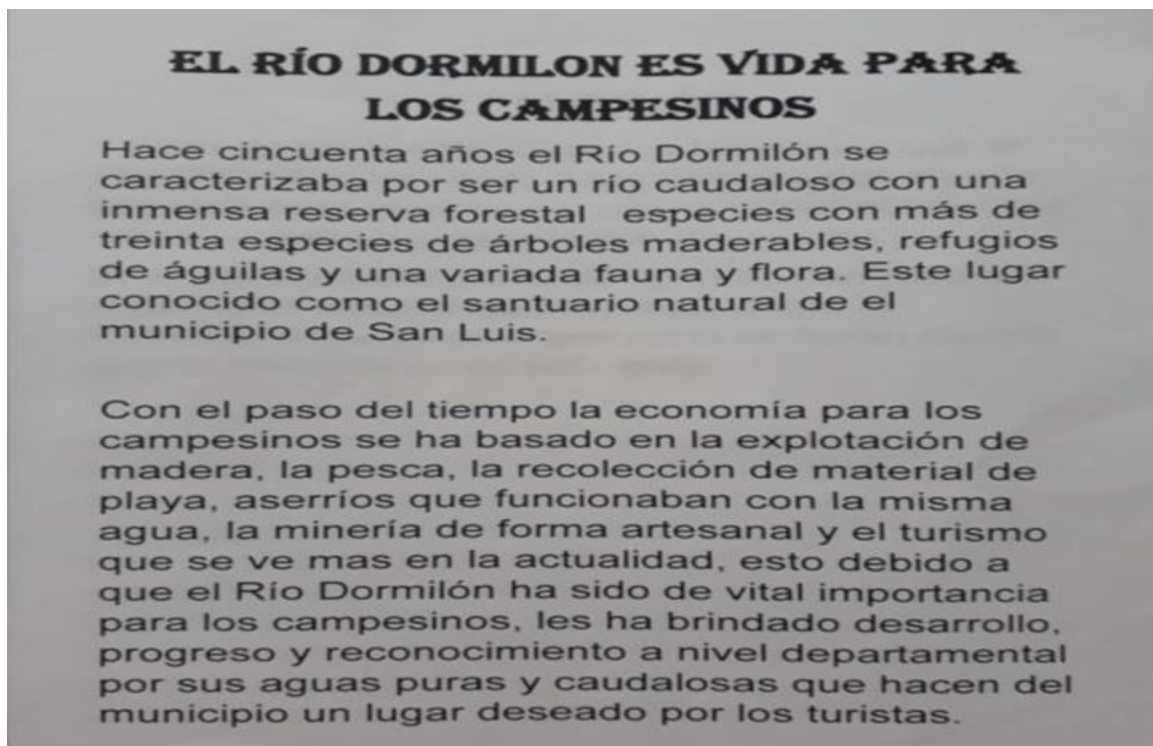 EL RÍO DORMILON ES VIDA PARA
LOS CAMPESINOS
Hace cincuenta años el Río Dormilón se
caracterizaba por ser un río caudaloso con una
inmensa reserva forestal especies con más de
treinta especies de árboles maderables, refugios
de águilas y una variada fauna y flora. Este lugar
conocido como el santuario natural de el
municipio de San Luis.
Con el paso del tiempo la economía para los
campesinos se ha basado en la explotación de
madera, la pesca, la recolección de material de
playa, aserríos que funcionaban con la misma
agua, la minería de forma artesanal y el turismo
que se ve mas en la actualidad, esto debido a
que el Río Dormilón ha sido de vital importancia
para los campesinos, les ha brindado desarrollo,
progreso y reconocimiento a nivel departamental
por sus aguas puras y caudalosas que hacen del
municipio un lugar deseado por los turistas.